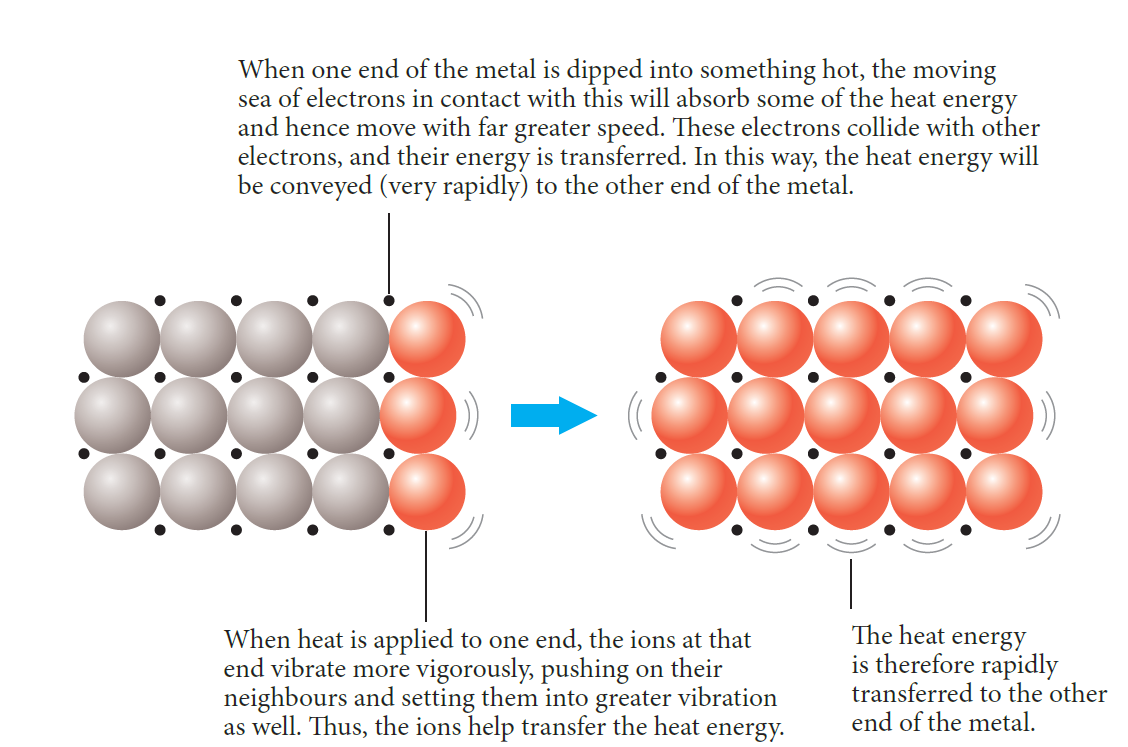 When one end of the metal is dipped into something hot, the moving
sea of electrons in contact with this will absorb some of the heat energy
and hence move with far greater speed. These electrons collide with other
electrons, and their energy is transferred. In this way, the heat energy will
be conveyed (very rapidly) to the other end of the metal.
When heat is applied to one end, the ions at that
end vibrate more vigorously, pushing on their
neighbours and setting them into greater vibration
as well. Thus, the ions help transfer the heat energy.
The heat energy
is therefore rapidly
transferred to the other
end of the metal.